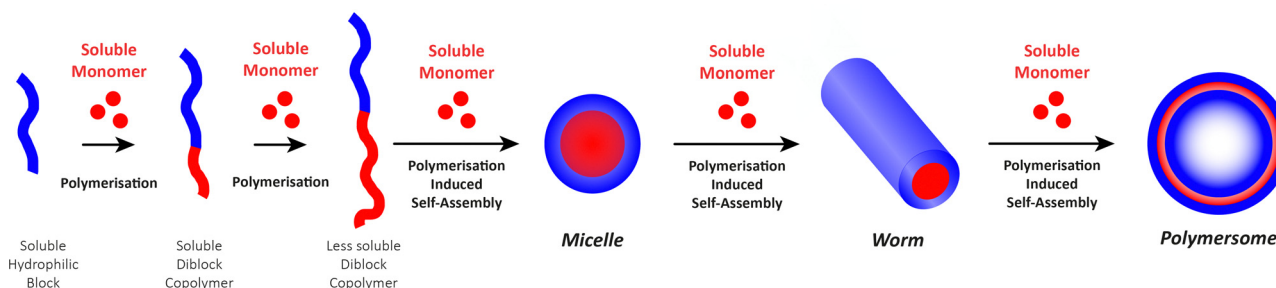 Soluble
Monomer
Polymerisation
Soluble
Hydrophilic
Block
Soluble
Monomer
Polymerisation
Soluble
Diblock
Copolymer
Less soluble
Diblock
Copolymer
Soluble
Monomer
Polymerisation
Induced
Self-Assembly
Micelle
Soluble
Monomer
Polymerisation
Induced
Self-Assembly
Worm
Soluble
Monomer
Polymerisation
Induced
Self-Assembly
Polymersome